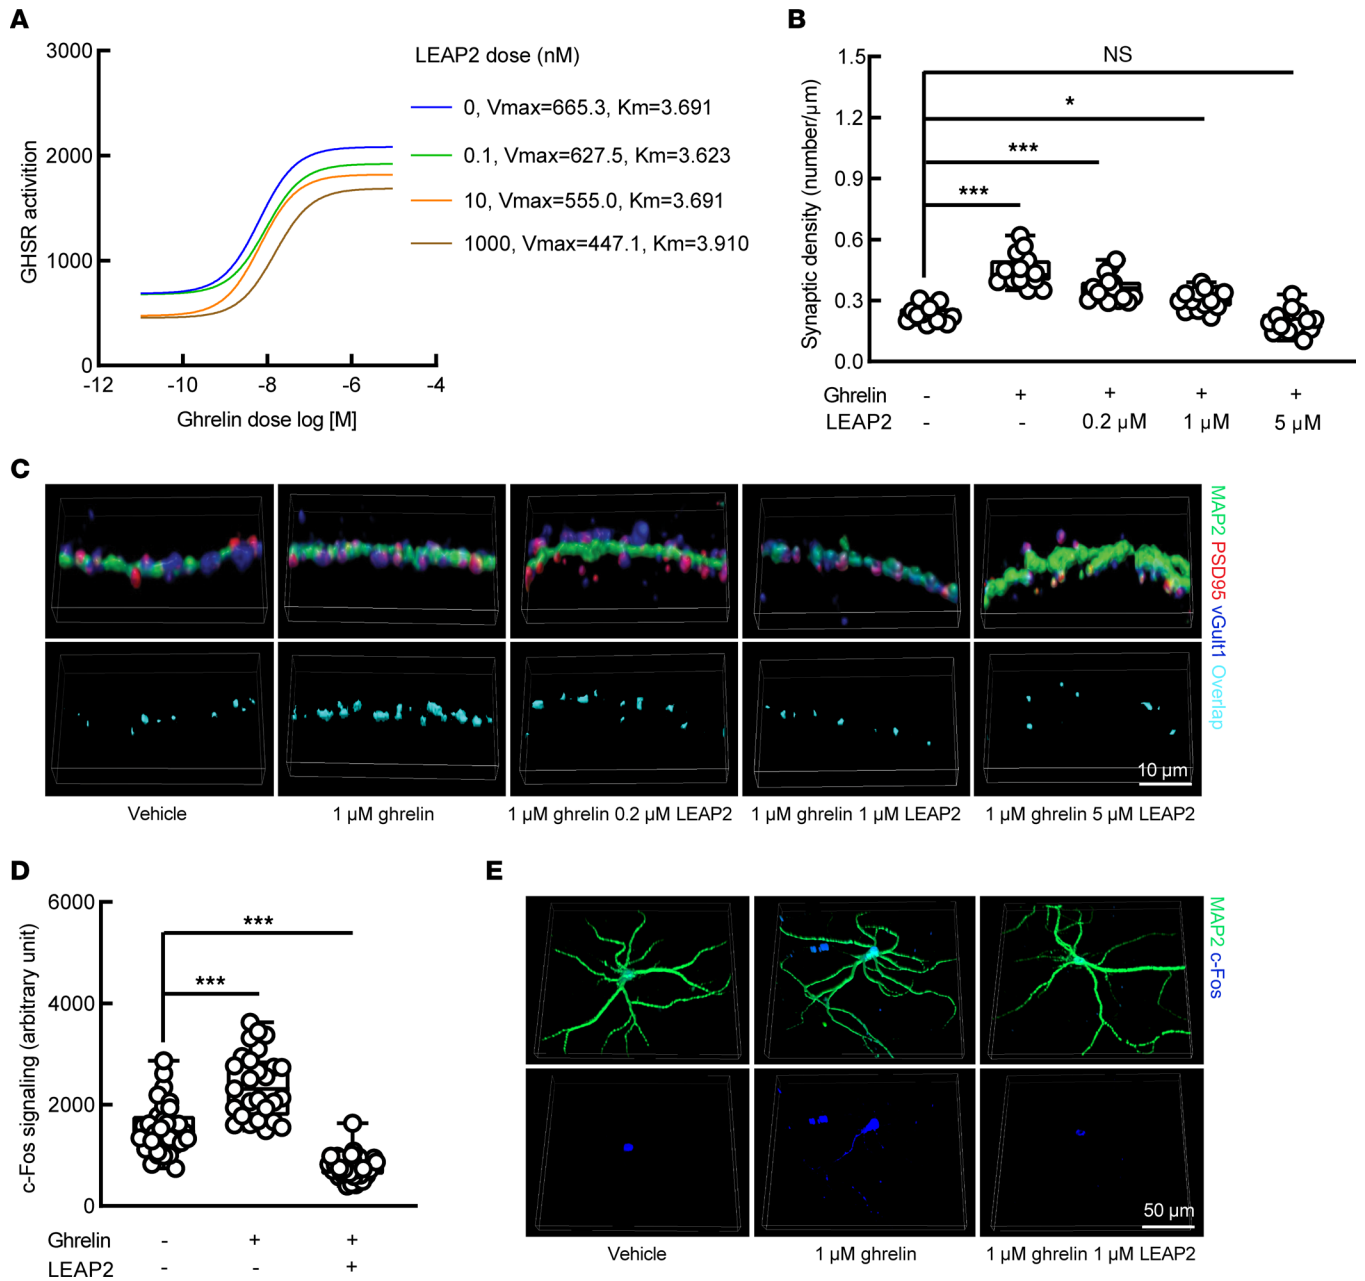 A
3000
2000
1000
0
GHSR activition
-12
-10
-8
-6
-4
Ghrelin dose log [M]
LEAP2 dose (nM)
0, Vmax=665.3, Km=3.691
0.1, Vmax=627.5, Km=3.623
10, Vmax=555.0, Km=3.691
1000, Vmax=447.1, Km=3.910
B
1.5
1.2
0.9
0.6
0.3
0.0
Synaptic density (number/µm)
NS
*
***
***
Ghrelin - + + + +
LEAP2 - - 0.2 µM 1 µM 5 µM
C
MAP2 PSD95 vGult1 Overlap
10 µm
Vehicle
1 µM ghrelin
1 µM ghrelin 0.2 µM LEAP2
1 µM ghrelin 1 µM LEAP2
1 µM ghrelin 5 µM LEAP2
D
6000
4000
2000
0
c-Fos signaling (arbitrary unit)
***
***
Ghrelin - + +
LEAP2 - - +
E
MAP2 c-Fos
50 µm
Vehicle
1 µM ghrelin
1 µM ghrelin 1 µM LEAP2